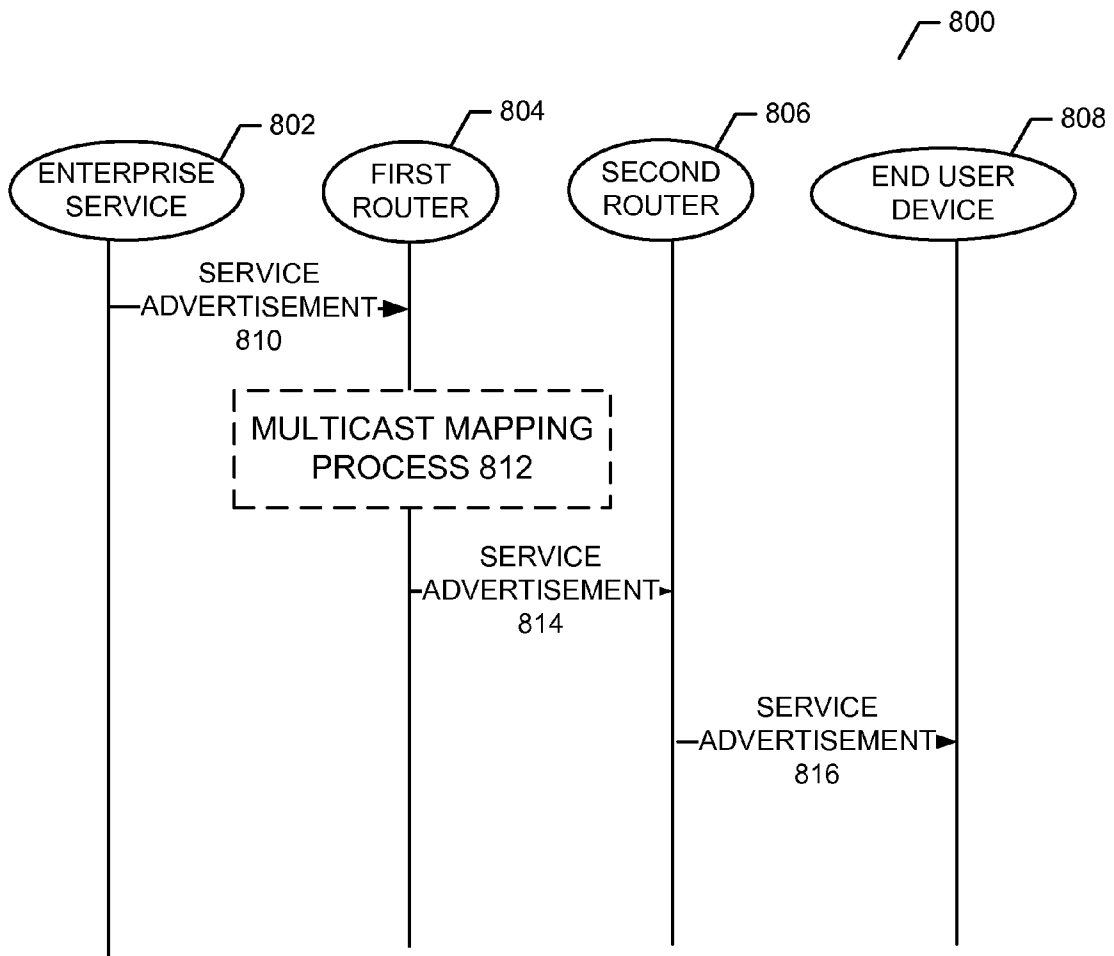 800
802
804
806
808
ENTERPRISE
SERVICE
FIRST
ROUTER
SECOND
ROUTER
END USER
DEVICE
SERVICE
ADVERTISEMENT
810
MULTICAST MAPPING
PROCESS 812
SERVICE
ADVERTISEMENT
814
SERVICE
ADVERTISEMENT
816